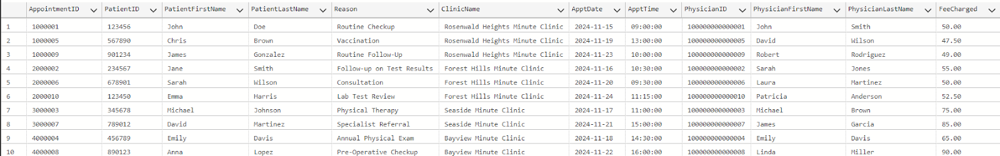 AppointmentID PatientID PatientFirstName PatientLastName Reason ClinicName ApptDate ApptTime PhysicianID PhysicianFirstName PhysicianLastName FeeCharged
1 1000001 123456 John Doe Routine Checkup Rosenwald Heights Minute Clinic 2024-11-15 09:00:00 100000000000001 John Smith 50.00
2 1000005 567890 Chris Brown Vaccination Rosenwald Heights Minute Clinic 2024-11-19 13:00:00 100000000000005 David Wilson 47.50
3 1000009 901234 James Gonzalez Routine Follow-Up Rosenwald Heights Minute Clinic 2024-11-23 10:00:00 100000000000009 Robert Rodriguez 49.00
4 2000002 234567 Jane Smith Follow-up on Test Results Forest Hills Minute Clinic 2024-11-16 10:30:00 100000000000002 Sarah Jones 55.00
5 2000006 678901 Sarah Wilson Consultation Forest Hills Minute Clinic 2024-11-20 09:30:00 100000000000006 Laura Martinez 50.00
6 2000010 123450 Emma Harris Lab Test Review Forest Hills Minute Clinic 2024-11-24 11:15:00 100000000000010 Patricia Anderson 52.50
7 3000003 345678 Michael Johnson Physical Therapy Seaside Minute Clinic 2024-11-17 11:00:00 100000000000003 Michael Brown 75.00
8 3000007 789012 David Martinez Specialist Referral Seaside Minute Clinic 2024-11-21 15:00:00 100000000000007 James Garcia 85.00
9 4000004 456789 Emily Davis Annual Physical Exam Bayview Minute Clinic 2024-11-18 14:30:00 100000000000004 Emily Davis 65.00
10 4000008 890123 Anna Lopez Pre-Operative Checkup Bayview Minute Clinic 2024-11-22 16:00:00 100000000000008 Linda Miller 90.00